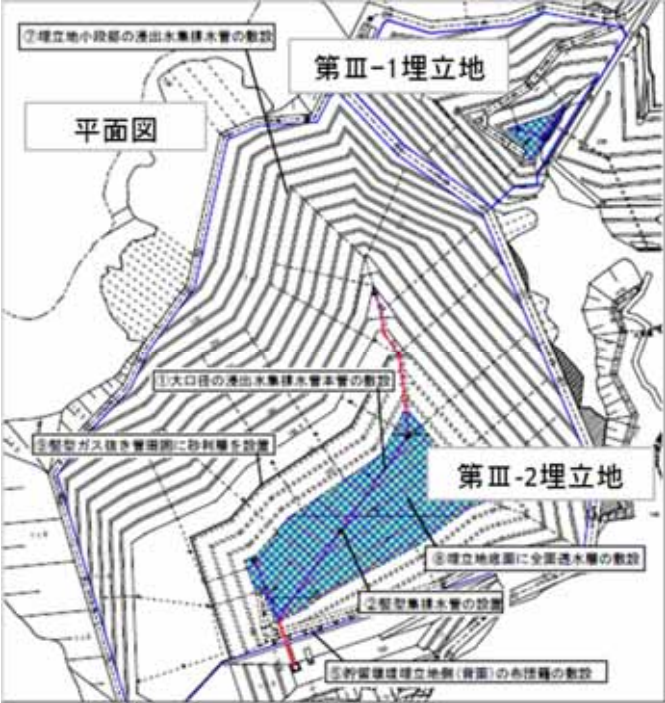 ⑦埋立地小段部の浸出水集排水管の敷設
第Ⅲ-1埋立地
平面図
①大口径の浸出水集排水管本管の敷設
③竪型ガス抜き管周囲に砂利層を設置
第Ⅲ-2埋立地
⑧埋立地底面に全面透水層の敷設
②竪型集排水管の設置
⑤貯留堰堤埋立地側(背面)の布団籠の敷設